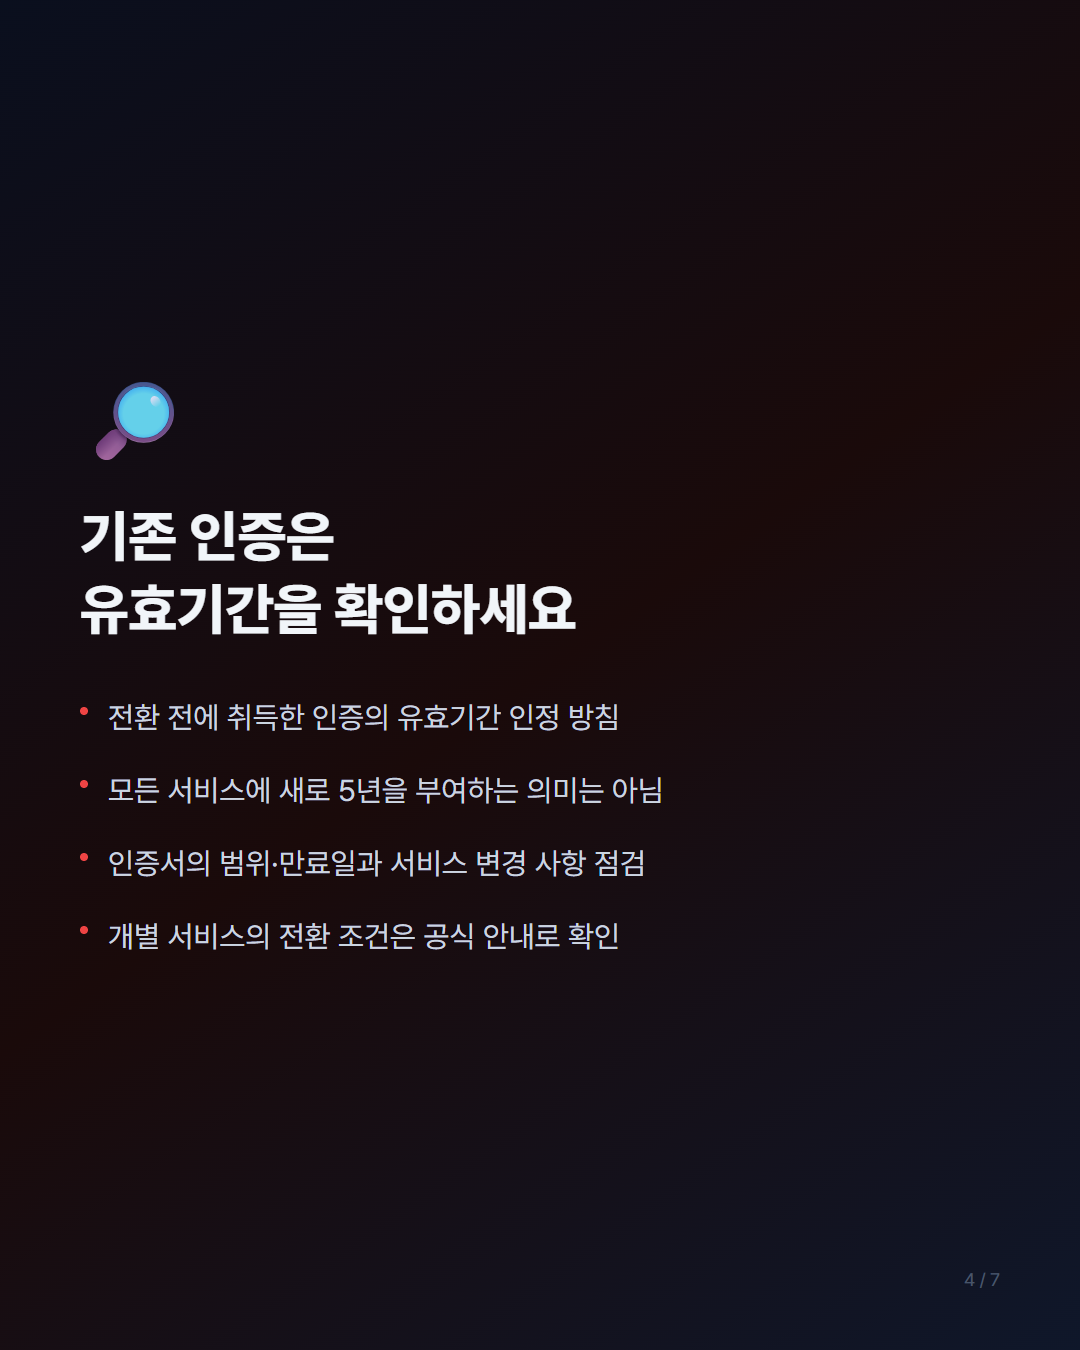 기존 인증은
유효기간을 확인하세요
• 전환 전에 취득한 인증의 유효기간 인정 방침
• 모든 서비스에 새로 5년을 부여하는 의미는 아님
• 인증서의 범위·만료일과 서비스 변경 사항 점검
• 개별 서비스의 전환 조건은 공식 안내로 확인
4 / 7